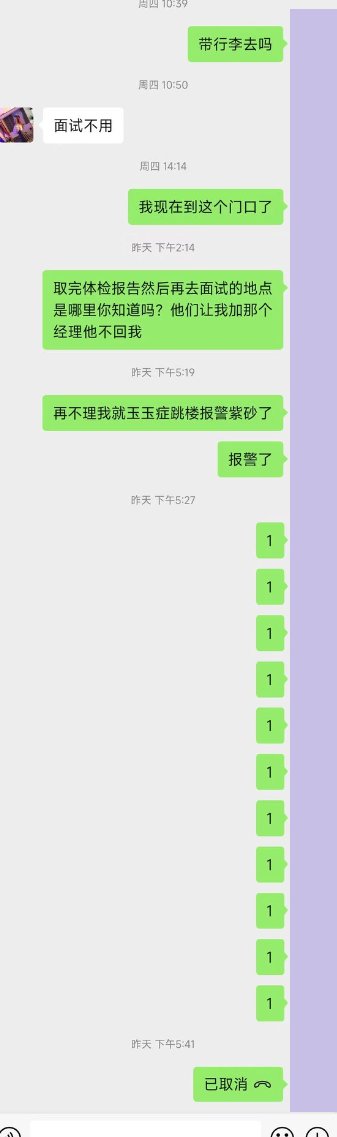 周四 10:39
带行李去吗
周四 10:50
面试不用
周四 14:14
我现在到这个门口了
昨天 下午2:14
取完体检报告然后再去面试的地点
是哪里你知道吗？他们让我加那个
经理他不回我
昨天 下午5:19
再不理我就玉玉症跳楼报警紫砂了
报警了
昨天 下午5:27
1
1
1
1
1
1
1
1
1
1
1
昨天 下午5:41
已取消